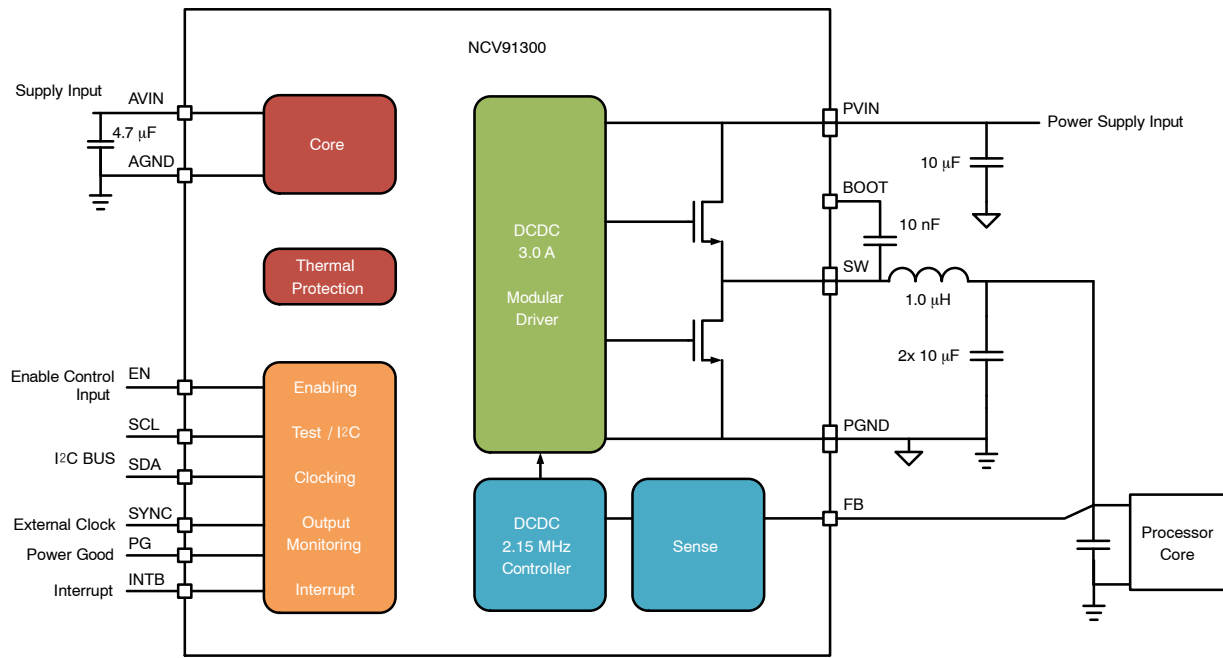 NCV91300
Supply Input
AVIN
4.7 μF
AGND
Core
Thermal
Protection
Enable Control
Input
EN
SCL
I2C BUS
SDA
External Clock
SYNC
Power Good
PG
Interrupt
INTB
Enabling
Test / I2C
Clocking
Output
Monitoring
Interrupt
DCDC
3.0 A
Modular
Driver
DCDC
2.15 MHz
Controller
Sense
PVIN
Power Supply Input
10 μF
BOOT
10 nF
SW
1.0 μH
2x 10 μF
PGND
FB
Processor
Core